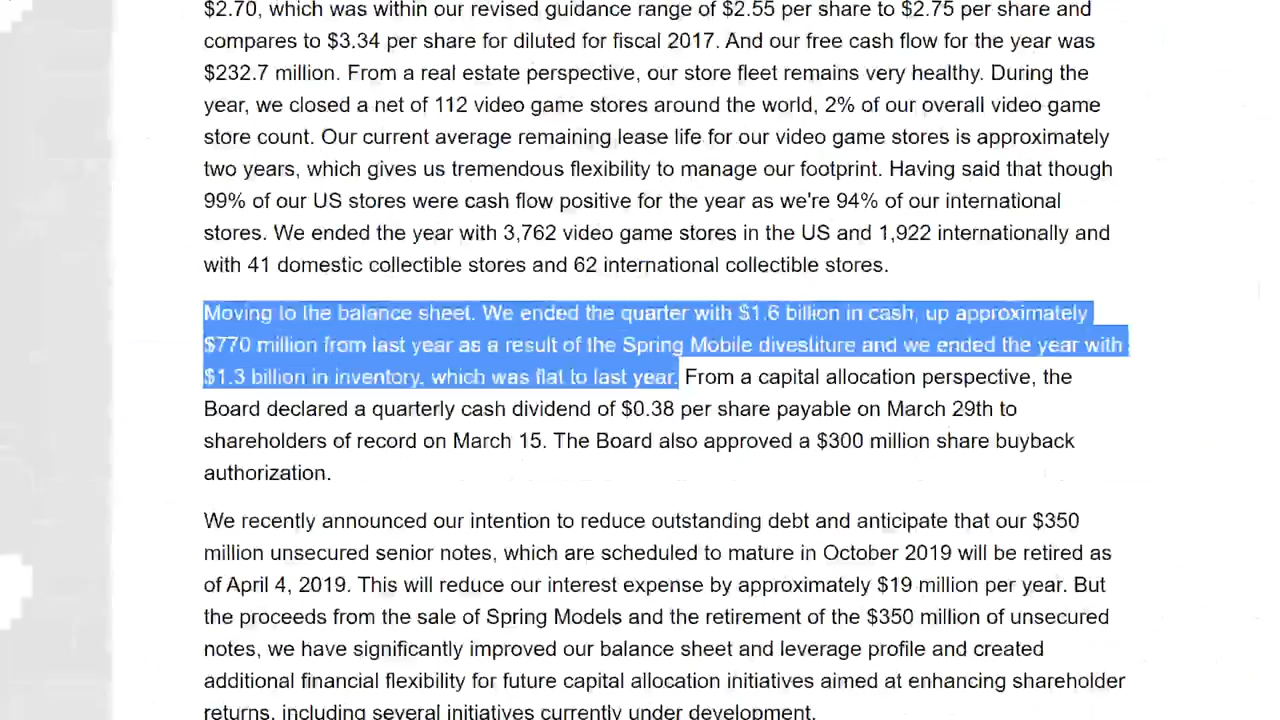 $2.70, which was within our revised guidance range of $2.55 per share to $2.75 per share and
compares to $3.34 per share for diluted for fiscal 2017. And our free cash flow for the year was
$232.7 million. From a real estate perspective, our store fleet remains very healthy. During the
year, we closed a net of 112 video game stores around the world, 2% of our overall video game
store count. Our current average remaining lease life for our video game stores is approximately
two years, which gives us tremendous flexibility to manage our footprint. Having said that though
99% of our US stores were cash flow positive for the year as we're 94% of our international
stores. We ended the year with 3,762 video game stores in the US and 1,922 internationally and
with 41 domestic collectible stores and 62 international collectible stores.
Moving to the balance sheet. We ended the quarter with $1.6 billion in cash, up approximately
$770 million from last year as a result of the Spring Mobile divestiture and we ended the year with
$1.3 billion in inventory, which was flat to last year. From a capital allocation perspective, the
Board declared a quarterly cash dividend of $0.38 per share payable on March 29th to
shareholders of record on March 15. The Board also approved a $300 million share buyback
authorization.
We recently announced our intention to reduce outstanding debt and anticipate that our $350
million unsecured senior notes, which are scheduled to mature in October 2019 will be retired as
of April 4, 2019. This will reduce our interest expense by approximately $19 million per year. But
the proceeds from the sale of Spring Models and the retirement of the $350 million of unsecured
notes, we have significantly improved our balance sheet and leverage profile and created
additional financial flexibility for future capital allocation initiatives aimed at enhancing shareholder
returns, including several initiatives currently under development.